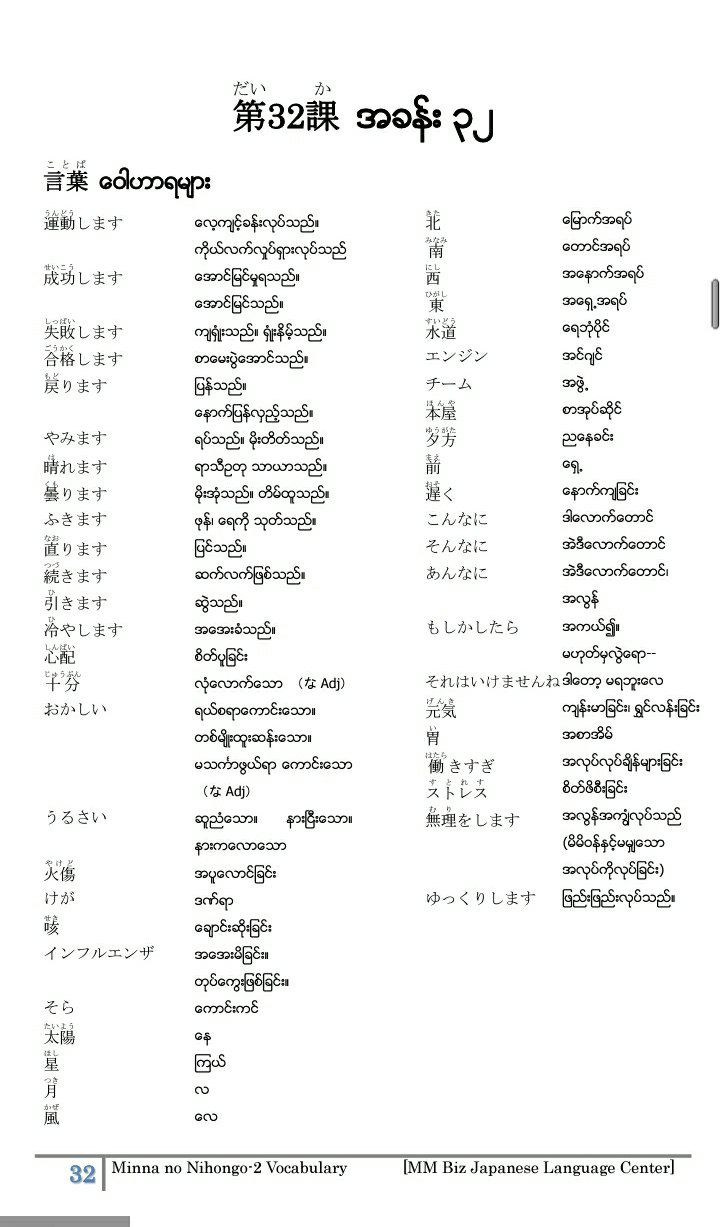 だい か
第32課 အခန်း ၃၂
ことば
言葉 ဝေါဟာရများ
うんどう
運動します လေ့ကျင့်ခန်းလုပ်သည်။
ကိုယ်လက်လှုပ်ရှားလုပ်သည်
せいこう
成功します အောင်မြင်မှုရသည်။
အောင်မြင်သည်။
しっぱい
失敗します ကျရှုံးသည်။ ရှုံးနိမ့်သည်။
ごうかく
合格します စာမေးပွဲအောင်သည်။
もど
戻ります ပြန်သည်။
နောက်ပြန်လှည့်သည်။
やみます ရပ်သည်။ မိုးတိတ်သည်။
は
晴れます ရာသီဥတု သာယာသည်။
くも
曇ります မိုးအုံသည်။ တိမ်ထူသည်။
ふきます ဖုန်၊ ရေကို သုတ်သည်။
なお
直ります ပြင်သည်။
つづ
続きます ဆက်လက်ဖြစ်သည်။
ひ
引きます ဆွဲသည်။
ひ
冷やします အအေးခံသည်။
しんぱい
心配 စိတ်ပူခြင်း
じゅうぶん
十分 လုံလောက်သော （な Adj）
おかしい ရယ်စရာကောင်းသော။
တစ်မျိုးထူးဆန်းသော။
မသင်္ကာဖွယ်ရာ ကောင်းသော
（な Adj）
うるさい ဆူညံသော။ နားငြီးသော။
နားကလောသော
やけど
火傷 အပူလောင်ခြင်း
けが ဒဏ်ရာ
せき
咳 ချောင်းဆိုးခြင်း
インフルエンザ အအေးမိခြင်း။
တုပ်ကွေးဖြစ်ခြင်း။
そら ကောင်းကင်
たいよう
太陽 နေ
ほし
星 ကြယ်
つき
月 လ
かぜ
風 လေ
きた
北 မြောက်အရပ်
みなみ
南 တောင်အရပ်
にし
西 အနောက်အရပ်
ひがし
東 အရှေ့အရပ်
すいどう
水道 ရေဘုံပိုင်
エンジン အင်ဂျင်
チーム အဖွဲ့
ほんや
本屋 စာအုပ်ဆိုင်
ゆうがた
夕方 ညနေခင်း
まえ
前 ရှေ့
おそ
遅く နောက်ကျခြင်း
こんなに ဒါလောက်တောင်
そんなに အဲဒီလောက်တောင်
あんなに အဲဒီလောက်တောင်၊
အလွန်
もしかしたら အကယ်၍။
မဟုတ်မှလွဲရော--
それはいけませんね ဒါတော့ မရဘူးလေ
げんき
元気 ကျန်းမာခြင်း၊ ရွှင်လန်းခြင်း
い
胃 အစာအိမ်
はたら
働きすぎ အလုပ်လုပ်ချိန်များခြင်း
すとれす
ストレス စိတ်ဖိစီးခြင်း
むり
無理をします အလွန်အကျွံလုပ်သည်
(မိမိဝန်နှင့်မမျှသော
အလုပ်ကိုလုပ်ခြင်း)
ゆっくりします ဖြည်းဖြည်းလုပ်သည်။
32 Minna no Nihongo-2 Vocabulary [MM Biz Japanese Language Center]